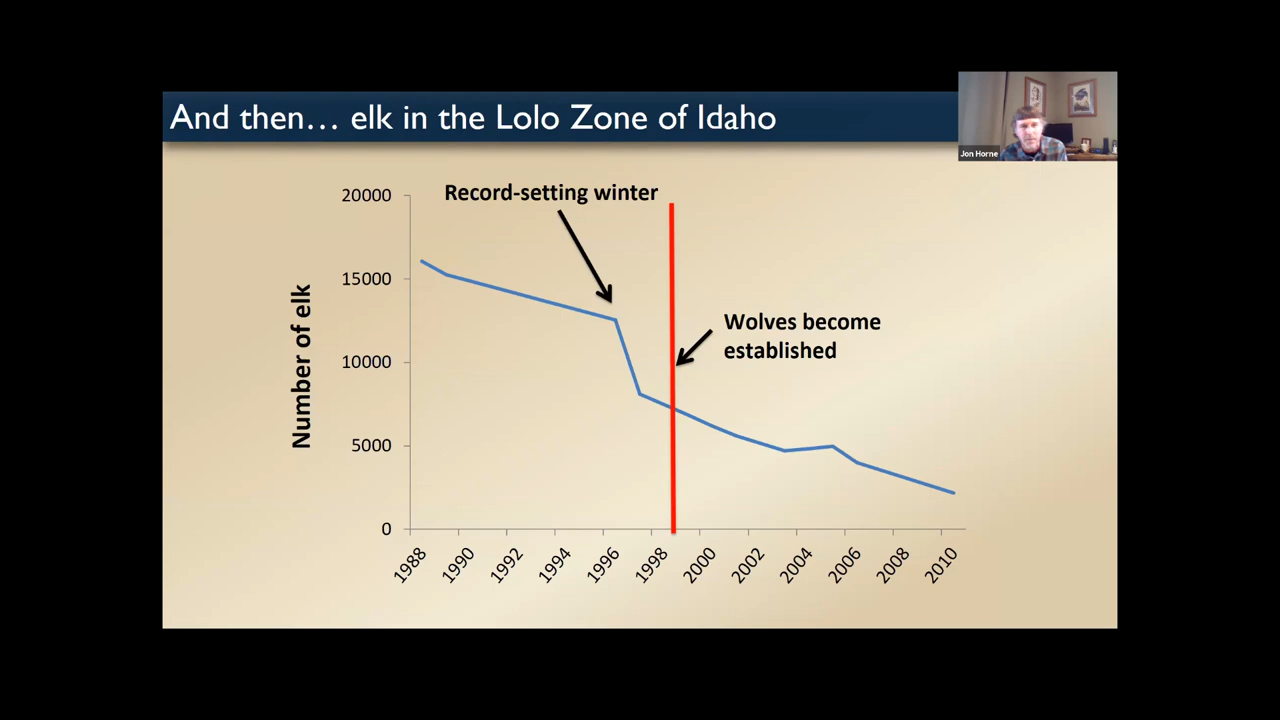 And then... elk in the Lolo Zone of Idaho
Jon Horne
Record-setting winter
Wolves become
established
Number of elk
20000
15000
10000
5000
0
1988
1990
1992
1994
1996
1998
2000
2002
2004
2006
2008
2010